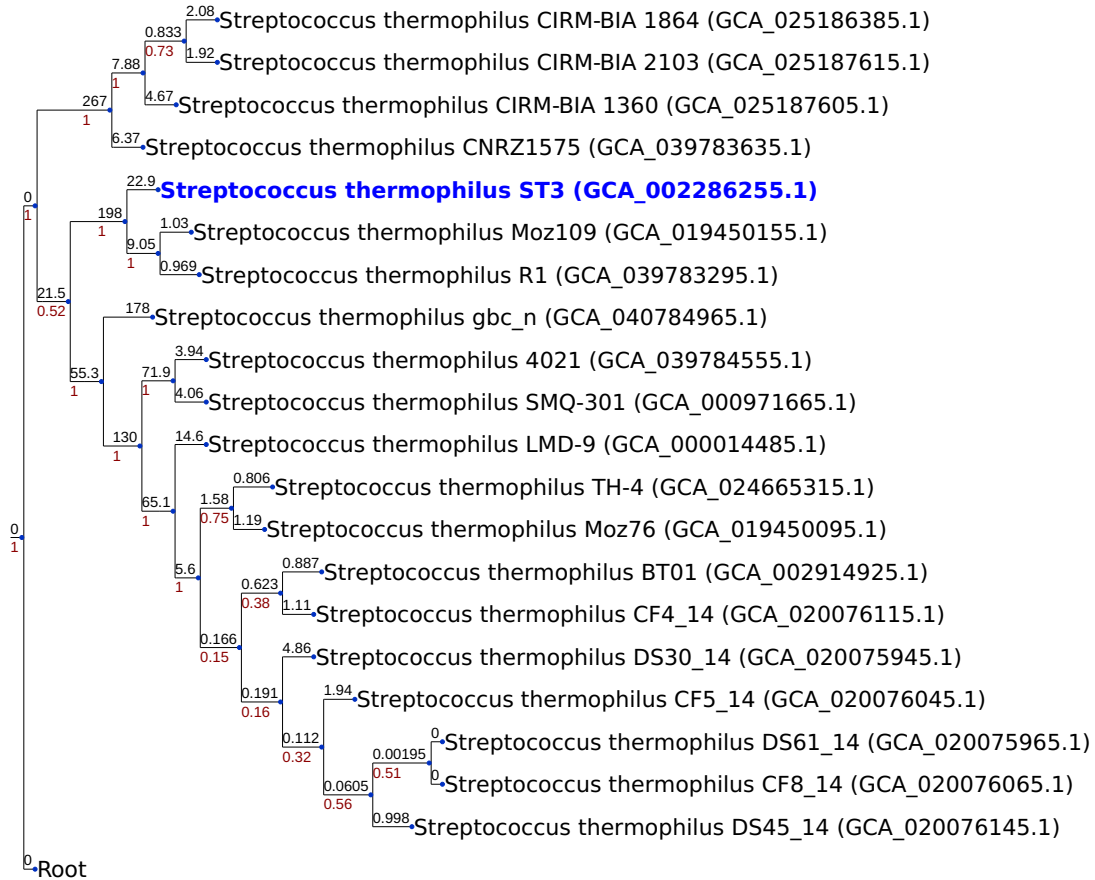 2.08
Streptococcus thermophilus CIRM-BIA 1864 (GCA_025186385.1)
0.833
0.73
1.92
Streptococcus thermophilus CIRM-BIA 2103 (GCA_025187615.1)
7.88
1
4.67
Streptococcus thermophilus CIRM-BIA 1360 (GCA_025187605.1)
267
1
6.37
Streptococcus thermophilus CNRZ1575 (GCA_039783635.1)
22.9
Streptococcus thermophilus ST3 (GCA_002286255.1)
0
1
198
1
1.03
Streptococcus thermophilus Moz109 (GCA_019450155.1)
9.05
1
0.969
Streptococcus thermophilus R1 (GCA_039783295.1)
21.5
0.52
178
Streptococcus thermophilus gbc_n (GCA_040784965.1)
3.94
Streptococcus thermophilus 4021 (GCA_039784555.1)
55.3
1
71.9
1
4.06
Streptococcus thermophilus SMQ-301 (GCA_000971665.1)
130
1
14.6
Streptococcus thermophilus LMD-9 (GCA_000014485.1)
0.806
Streptococcus thermophilus TH-4 (GCA_024665315.1)
65.1
1
1.58
0.75
1.19
Streptococcus thermophilus Moz76 (GCA_019450095.1)
0
1
0.887
Streptococcus thermophilus BT01 (GCA_002914925.1)
5.6
1
0.623
0.38
1.11
Streptococcus thermophilus CF4_14 (GCA_020076115.1)
0.166
0.15
4.86
Streptococcus thermophilus DS30_14 (GCA_020075945.1)
0.191
0.16
1.94
Streptococcus thermophilus CF5_14 (GCA_020076045.1)
0.112
0.32
0
Streptococcus thermophilus DS61_14 (GCA_020075965.1)
0.00195
0.51
0
Streptococcus thermophilus CF8_14 (GCA_020076065.1)
0.0605
0.56
0.998
Streptococcus thermophilus DS45_14 (GCA_020076145.1)
0
Root